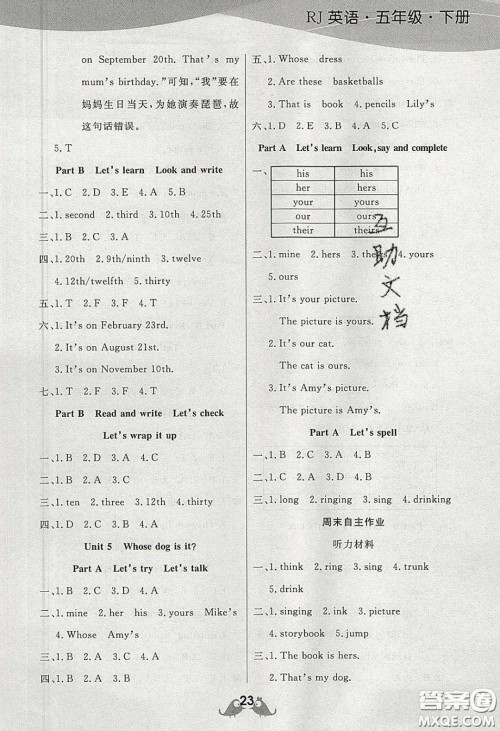 RJ 英语·五年级·下册
on September 20th. That's my
mum's birthday.”可知，“我”要在
妈妈生日当天，为她演奏琵琶，故
这句话错误。
5. T
Part B Let's learn Look and write
一、1. C 2. D 3. E 4. A 5. B
二、1. second 2. third 3. 10th 4. 25th
三、1. B 2. C 3. A 4. A
四、1. 12th 2. ninth 3. 9th 3. twelve
4. 12th/twelfth 5. thirty
五、1. T 2. F 3. F 4. T
六、1. It's on February 23rd.
2. It's on August 21st.
3. It's on November 10th.
七、1. B 2. T 3. T 4. T
Part B Read and write Let's check
Let's wrap it up
一、1. B 2. D 3. A 4. C
二、1. B 2. A 3. A
三、1. ten 2. three 3. 12 4. thirty
四、1. D 2. C 3. B 4. A
Unit 5 Whose dog is it?
Part A Let's try Let's talk
一、1. B 2. A 3. A
二、1. mine 2. her his 3. yours Mike's
4. Whose Amy's
三、1. B 2. A 3. A
四、1. B 2. D 3. A 4. C
五、1. Whose dress
2. Are these basketballs
3. That is book 4. pencils Lily's
六、1. D 2. C 3. A 4. B
Part A Let's learn Look, say and complete
一、
his his
her hers
your yours
our ours
their theirs
二、1. mine 2. hers 3. theirs 4. yours
5. ours
三、1. It's your picture.
The picture is yours.
2. It's our cat.
The cat is ours.
3. It's Amy's picture.
The picture is Amy's.
Part A Let's spell
一、1. B 2. A 3. C 4. C
二、1. B 2. A 3. A 4. B
三、1. long 2. ringing 3. sing 4. drinking
周末自主作业
听力材料
一、1. sing 2. ring 3. think 4. trunk
5. drink
二、1. singing 2. ink 3. picture
4. storybook 5. jump
三、1. The book is hers.
2. That's my dog.
互助文档
23
答案圈
MXQE.COM